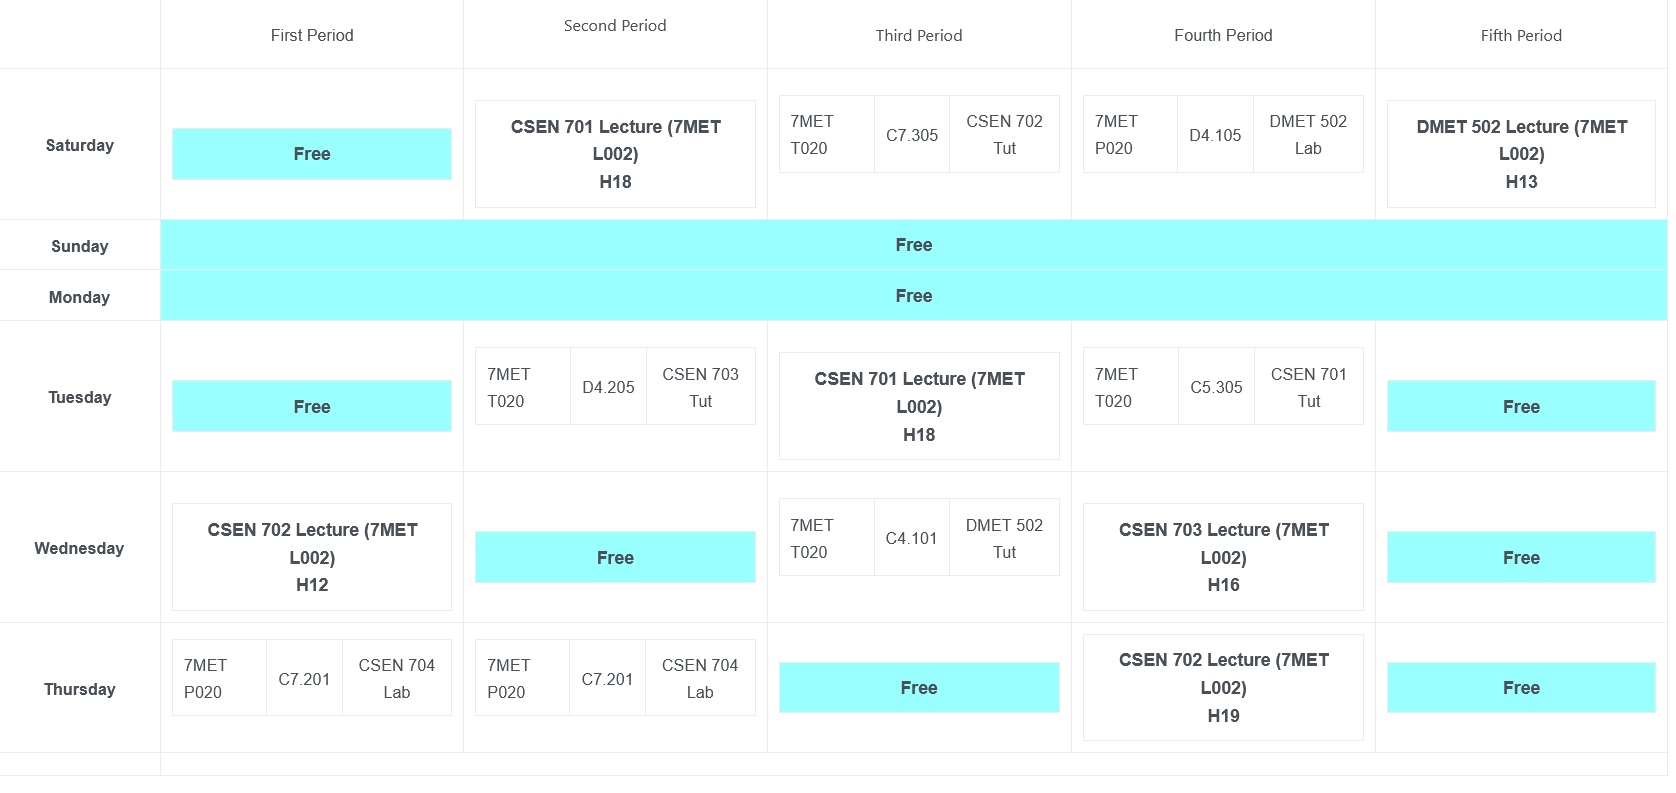 First Period
Second Period
Third Period
Fourth Period
Fifth Period
Saturday
Free
CSEN 701 Lecture (7MET
L002)
H18
7MET
T020
C7.305
CSEN 702
Tut
7MET
P020
D4.105
DMET 502
Lab
DMET 502 Lecture (7MET
L002)
H13
Sunday
Free
Monday
Free
Tuesday
Free
7MET
T020
D4.205
CSEN 703
Tut
CSEN 701 Lecture (7MET
L002)
H18
7MET
T020
C5.305
CSEN 701
Tut
Free
Wednesday
CSEN 702 Lecture (7MET
L002)
H12
Free
7MET
T020
C4.101
DMET 502
Tut
CSEN 703 Lecture (7MET
L002)
H16
Free
Thursday
7MET
P020
C7.201
CSEN 704
Lab
7MET
P020
C7.201
CSEN 704
Lab
Free
CSEN 702 Lecture (7MET
L002)
H19
Free